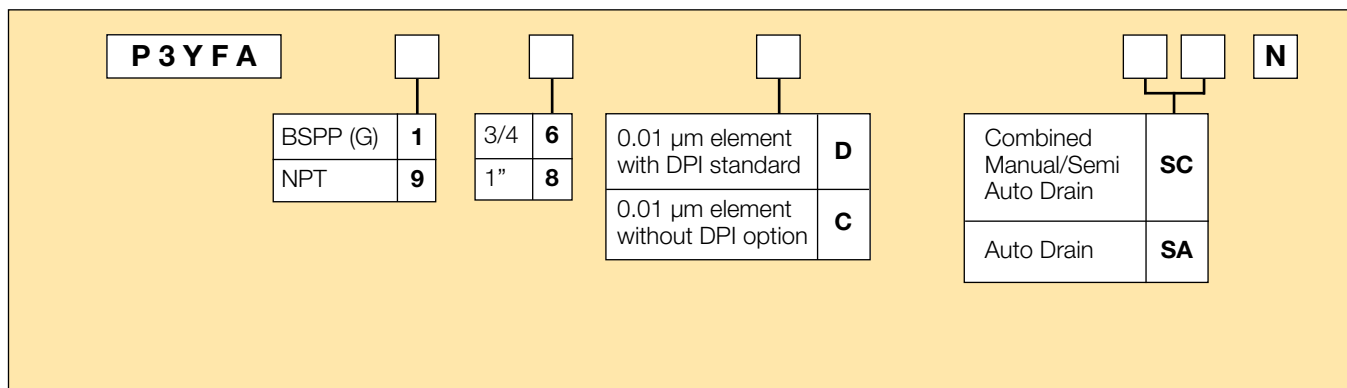 P3YFA N
BSPP (G) 1
NPT 9
3/4 6
1” 8
0.01 µm element
with DPI standard D
0.01 µm element
without DPI option C
Combined
Manual/Semi SC
Auto Drain
Auto Drain SA